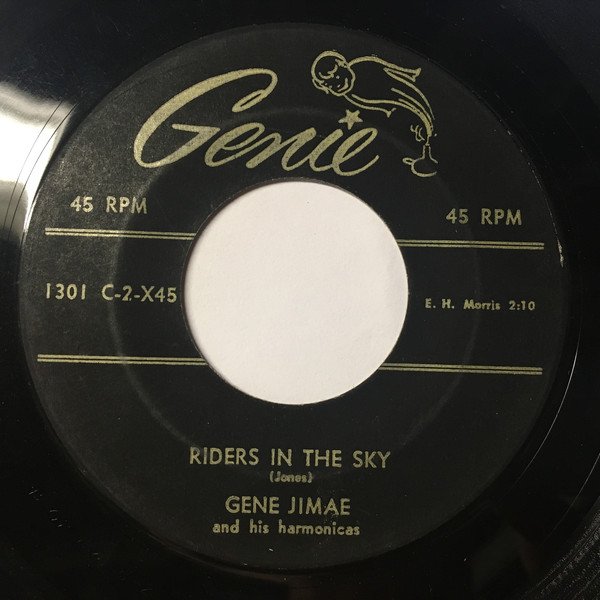 Genie
45 RPM
45 RPM
1301 C-2-X45
E. H. Morris 2:10
RIDERS IN THE SKY
(Jones)
GENE JIMAE
and his harmonicas